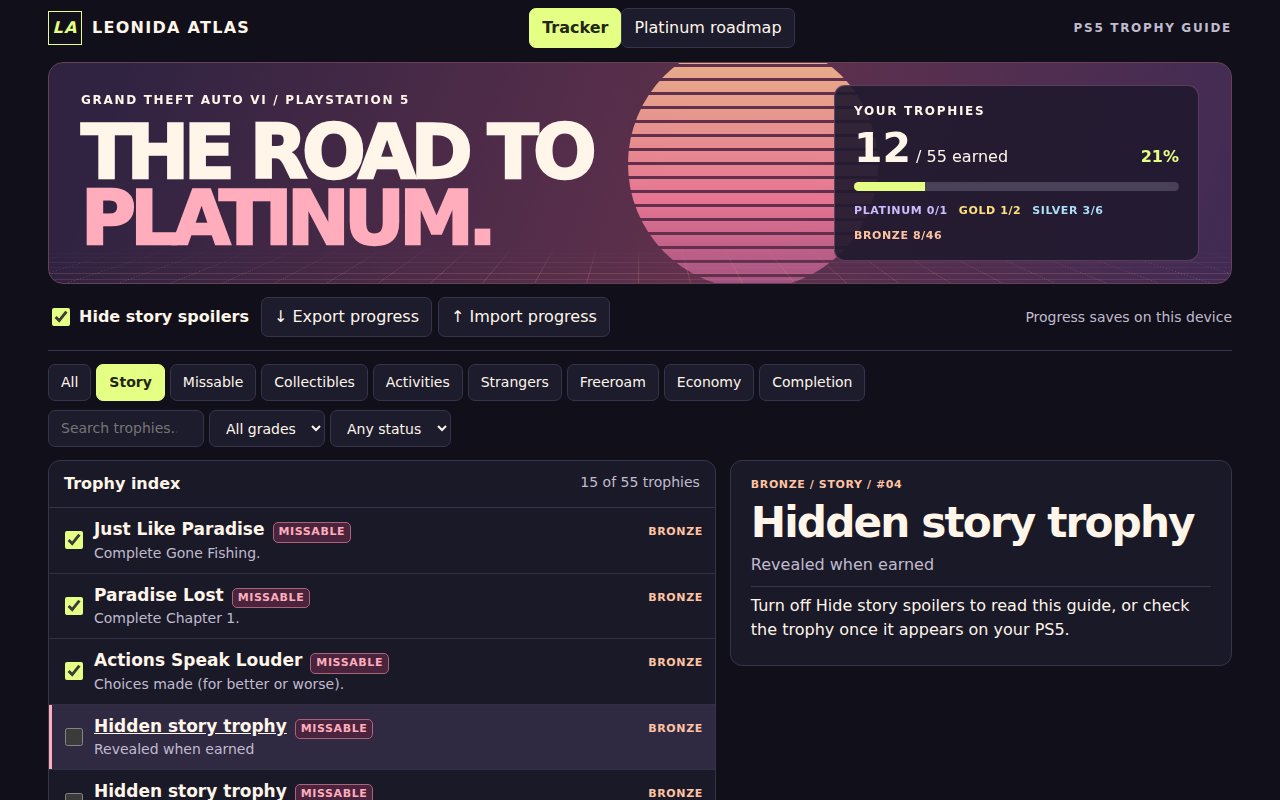 LA LEONIDA ATLAS
Tracker
Platinum roadmap
PS5 TROPHY GUIDE
GRAND THEFT AUTO VI / PLAYSTATION 5
THE ROAD TO
PLATINUM.
YOUR TROPHIES
12 / 55 earned
21%
PLATINUM 0/1 GOLD 1/2 SILVER 3/6
BRONZE 8/46
Hide story spoilers
↓ Export progress
↑ Import progress
Progress saves on this device
All
Story
Missable
Collectibles
Activities
Strangers
Freeroam
Economy
Completion
Search trophies.
All grades
Any status
Trophy index
15 of 55 trophies
Just Like Paradise MISSABLE
BRONZE
Complete Gone Fishing.
Paradise Lost MISSABLE
BRONZE
Complete Chapter 1.
Actions Speak Louder MISSABLE
BRONZE
Choices made (for better or worse).
Hidden story trophy MISSABLE
BRONZE
Revealed when earned
Hidden story trophy MISSABLE
BRONZE
BRONZE / STORY / #04
Hidden story trophy
Revealed when earned
Turn off Hide story spoilers to read this guide, or check
the trophy once it appears on your PS5.